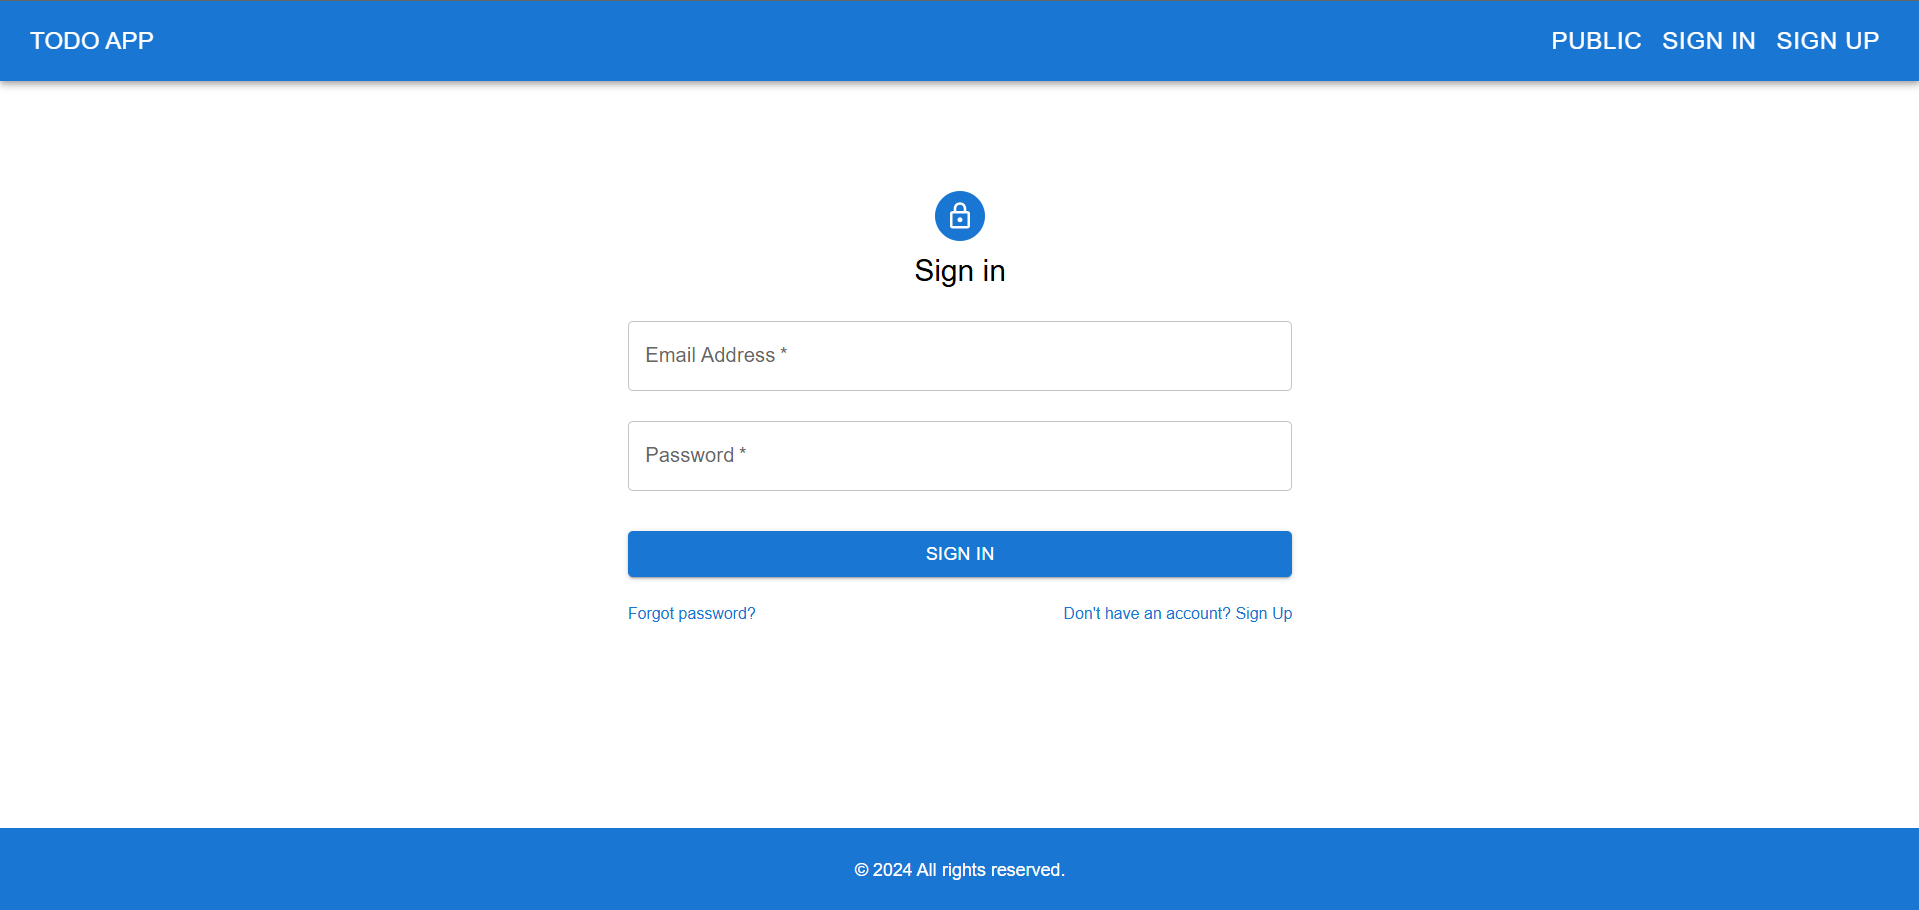 TODO APP PUBLIC SIGN IN SIGN UP
Sign in
Email Address *
Password *
SIGN IN
Forgot password? Don't have an account? Sign Up
© 2024 All rights reserved.